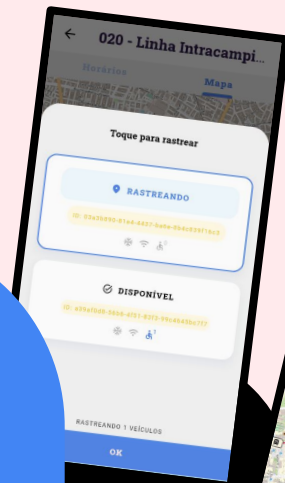 020 - Linha Intracampi...
Horários
Mapa
Toque para rastrear
RASTREANDO
DISPONÍVEL
RASTREANDO 1 VEÍCULOS
OK